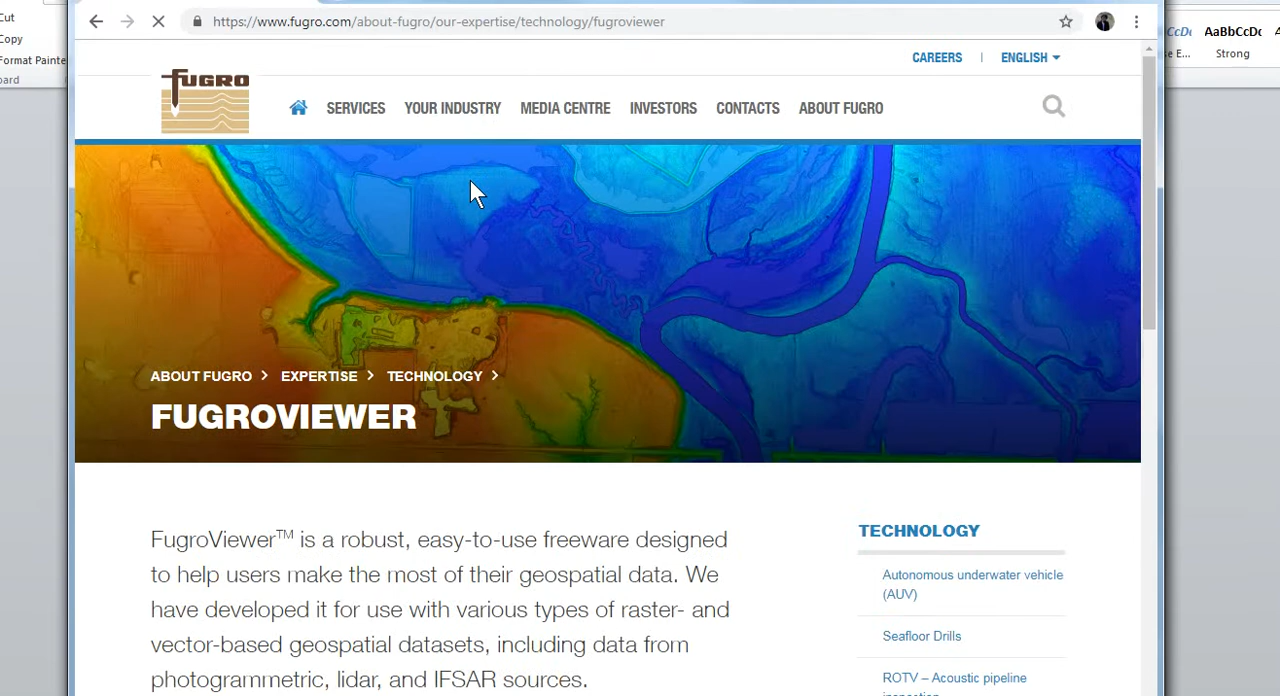 Cut
Copy
Format Painte
oard
https://www.fugro.com/about-fugro/our-expertise/technology/fugroviewer
CcDc AaBbCcDc
e E... Strong
CAREERS | ENGLISH
FUGRO
SERVICES YOUR INDUSTRY MEDIA CENTRE INVESTORS CONTACTS ABOUT FUGRO
ABOUT FUGRO > EXPERTISE > TECHNOLOGY >
FUGROVIEWER
FugroViewer™ is a robust, easy-to-use freeware designed
to help users make the most of their geospatial data. We
have developed it for use with various types of raster- and
vector-based geospatial datasets, including data from
photogrammetric, lidar, and IFSAR sources.
TECHNOLOGY
Autonomous underwater vehicle
(AUV)
Seafloor Drills
ROTV – Acoustic pipeline